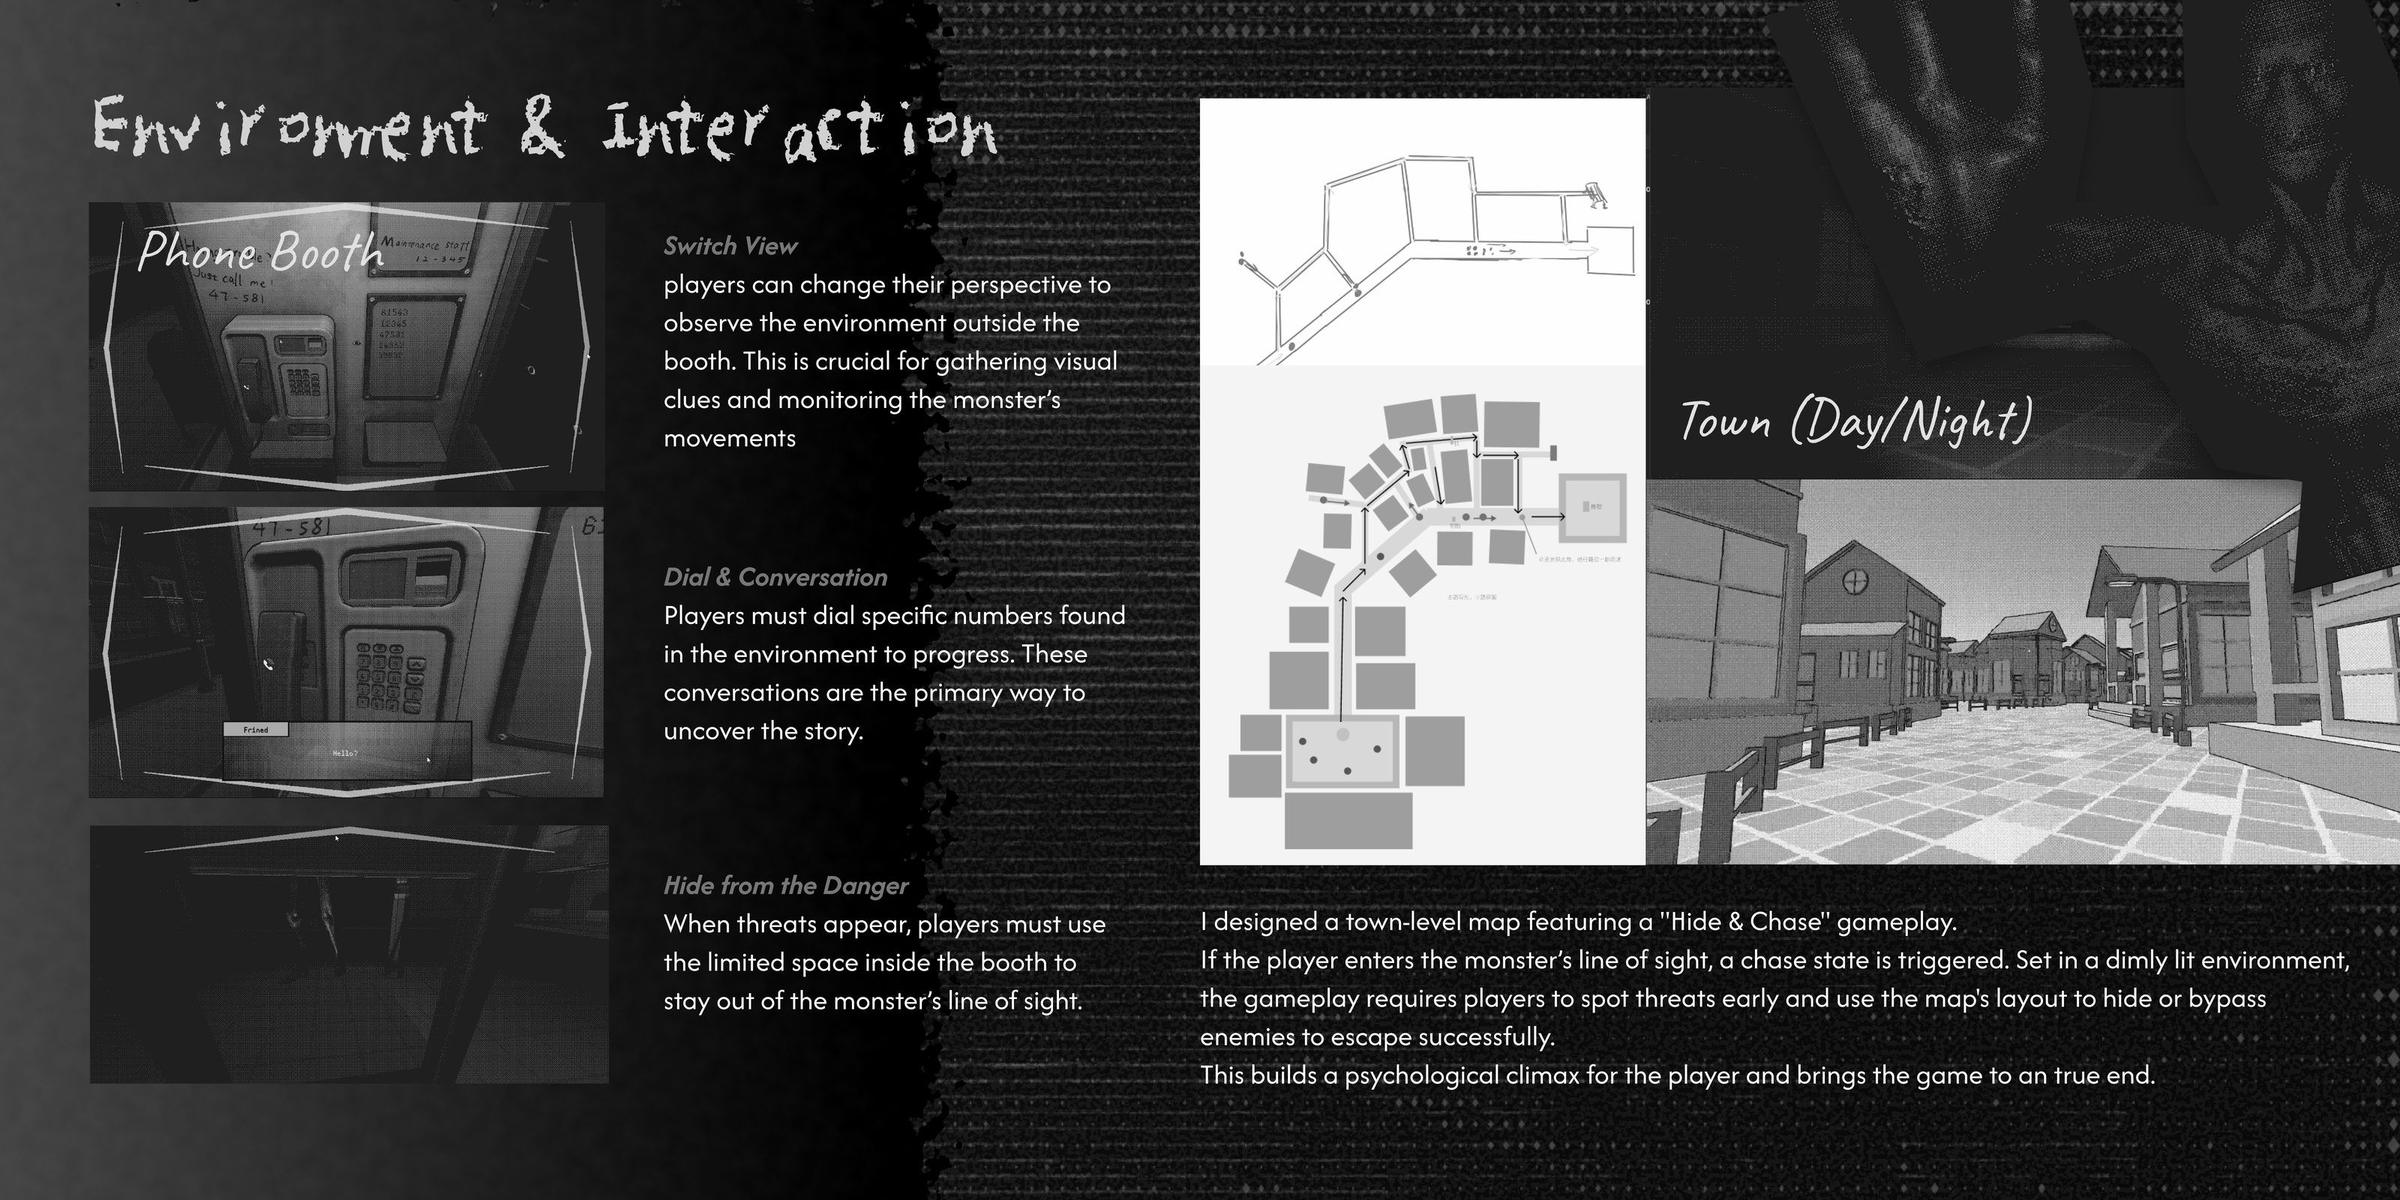 Enviroment & Interaction
Phone Booth
Maintenance staff
12-345
Just call me!
47-581
61543
12345
Switch View
players can change their perspective to
observe the environment outside the
booth. This is crucial for gathering visual
clues and monitoring the monster’s
movements
47-581
Frined
Hello?
Dial & Conversation
Players must dial specific numbers found
in the environment to progress. These
conversations are the primary way to
uncover the story.
Hide from the Danger
When threats appear, players must use
the limited space inside the booth to
stay out of the monster’s line of sight.
Town (Day/Night)
I designed a town-level map featuring a "Hide & Chase" gameplay.
If the player enters the monster’s line of sight, a chase state is triggered. Set in a dimly lit environment,
the gameplay requires players to spot threats early and use the map's layout to hide or bypass
enemies to escape successfully.
This builds a psychological climax for the player and brings the game to an true end.